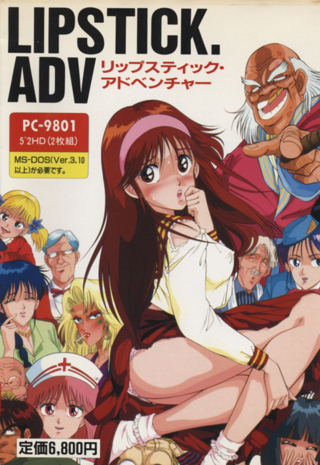 LIPSTICK.
ADV
リップスティック・
アドベンチャー
PC-9801
5"2HD(2枚組)
MS-DOS(Ver.3.10
以上)が必要です。
定価6,800円